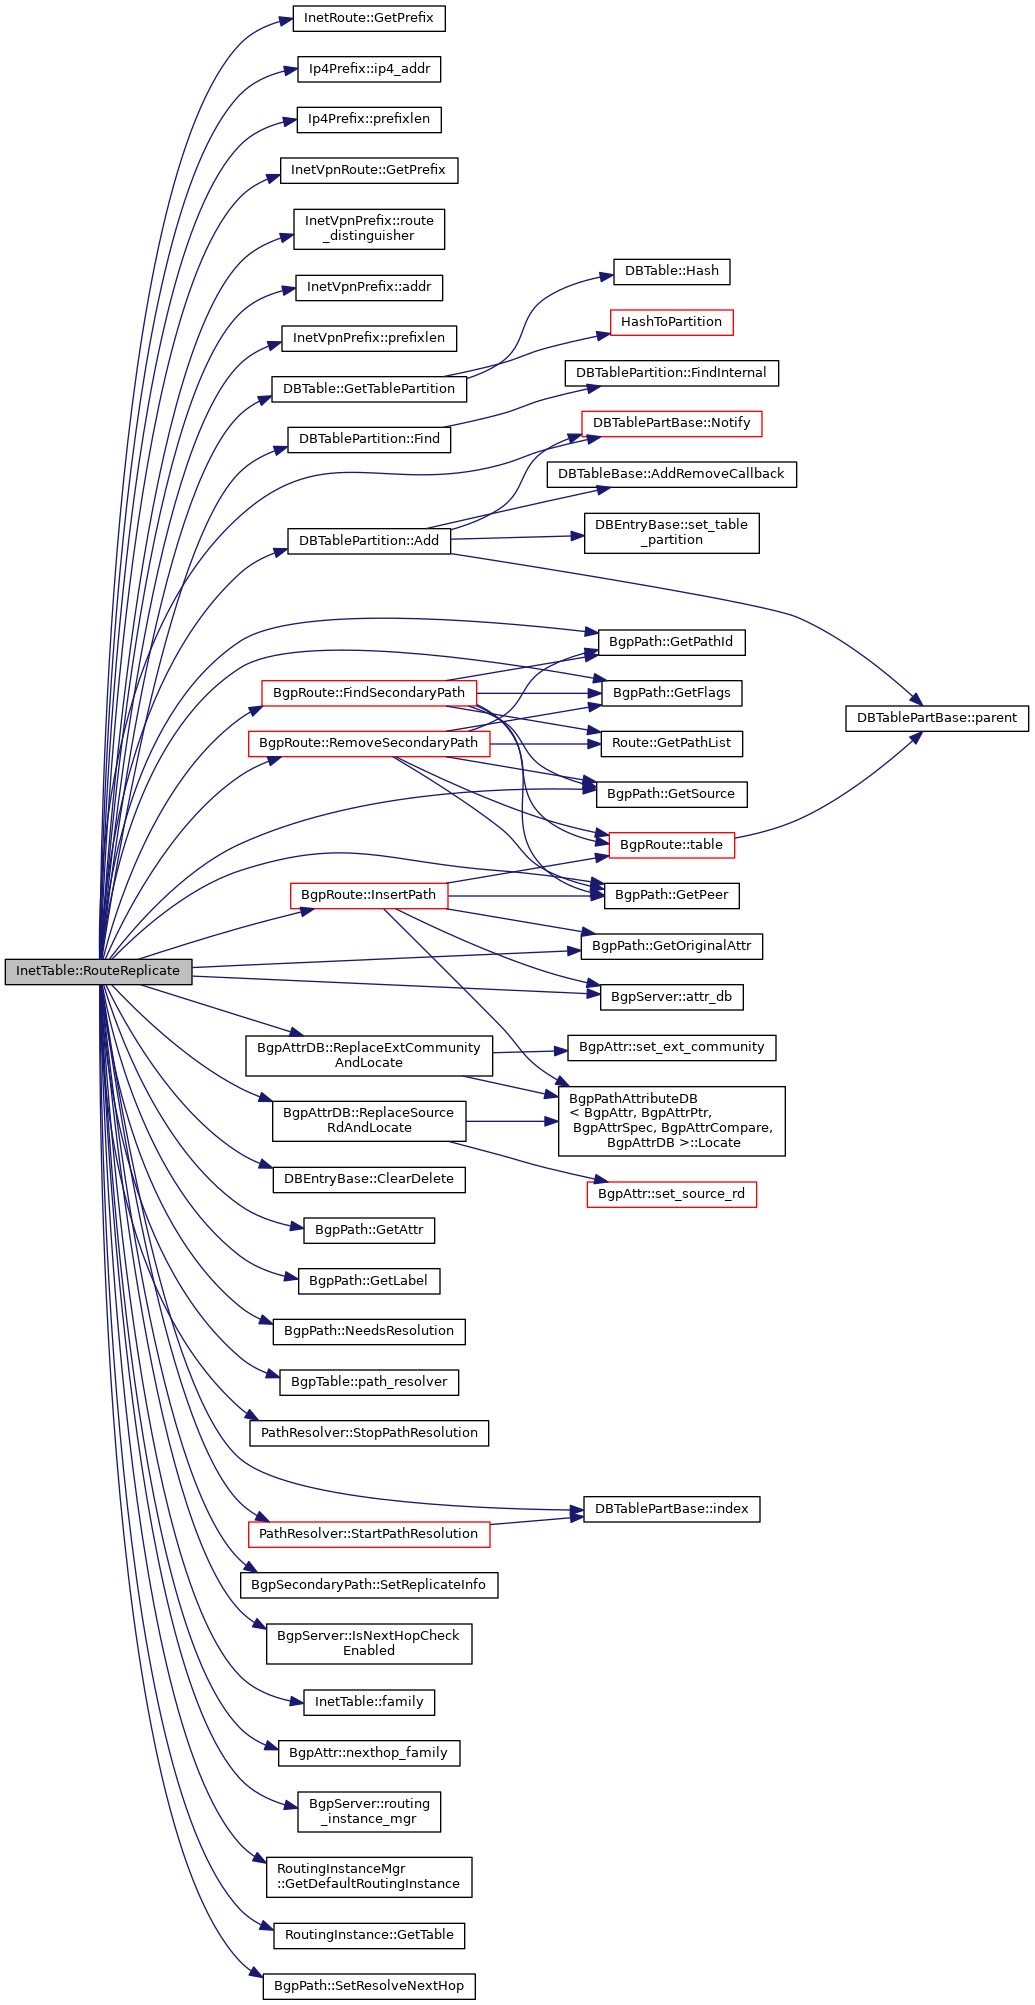 InetRoute::GetPrefix
Ip4Prefix::ip4_addr
Ip4Prefix::prefixlen
InetVpnRoute::GetPrefix
InetVpnPrefix::route
_distinguisher
InetVpnPrefix::addr
InetVpnPrefix::prefixlen
DBTable::GetTablePartition
DBTablePartition::Find
DBTablePartition::Add
BgpRoute::FindSecondaryPath
BgpRoute::RemoveSecondaryPath
BgpRoute::InsertPath
InetTable::RouteReplicate
BgpAttrDB::ReplaceExtCommunity
AndLocate
BgpAttrDB::ReplaceSource
RdAndLocate
DBEntryBase::ClearDelete
BgpPath::GetAttr
BgpPath::GetLabel
BgpPath::NeedsResolution
BgpTable::path_resolver
PathResolver::StopPathResolution
PathResolver::StartPathResolution
BgpSecondaryPath::SetReplicateInfo
BgpServer::IsNextHopCheck
Enabled
InetTable::family
BgpAttr::nexthop_family
BgpServer::routing
_instance_mgr
RoutingInstanceMgr
::GetDefaultRoutingInstance
RoutingInstance::GetTable
BgpPath::SetResolveNextHop
DBTable::Hash
HashToPartition
DBTablePartition::FindInternal
DBTablePartBase::Notify
DBTableBase::AddRemoveCallback
DBEntryBase::set_table
_partition
BgpPath::GetPathId
BgpPath::GetFlags
Route::GetPathList
BgpPath::GetSource
BgpRoute::table
BgpPath::GetPeer
BgpPath::GetOriginalAttr
BgpServer::attr_db
BgpAttr::set_ext_community
BgpPathAttributeDB
< BgpAttr, BgpAttrPtr,
BgpAttrSpec, BgpAttrCompare,
BgpAttrDB >::Locate
BgpAttr::set_source_rd
DBTablePartBase::index
DBTablePartBase::parent